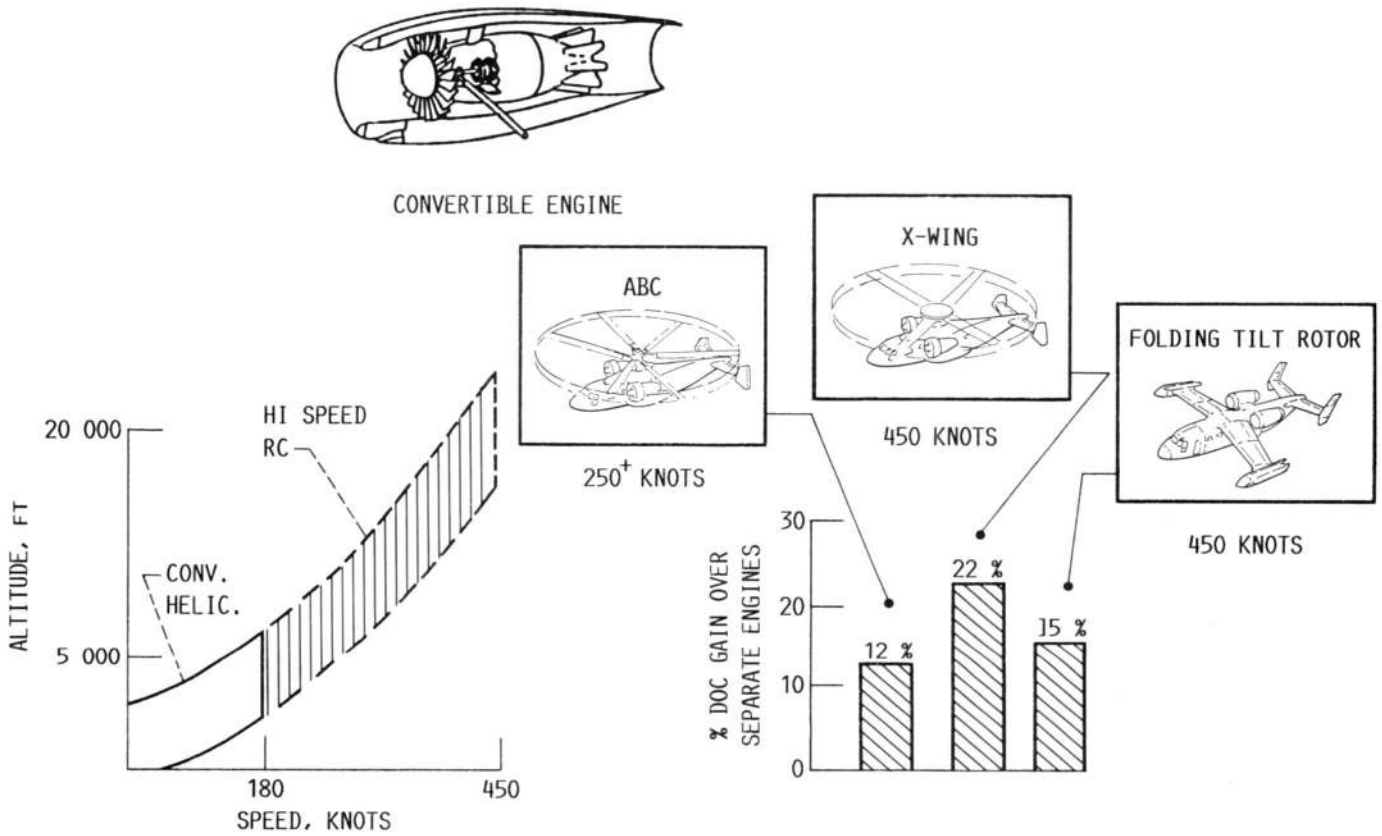 CONVERTIBLE ENGINE
ABC
250+ KNOTS
X-WING
450 KNOTS
FOLDING TILT ROTOR
450 KNOTS
ALTITUDE, FT
20 000
5 000
HI SPEED
RC
CONV.
HELIC.
180
450
SPEED, KNOTS
% DOC GAIN OVER
SEPARATE ENGINES
30
20
10
0
12 %
22 %
15 %